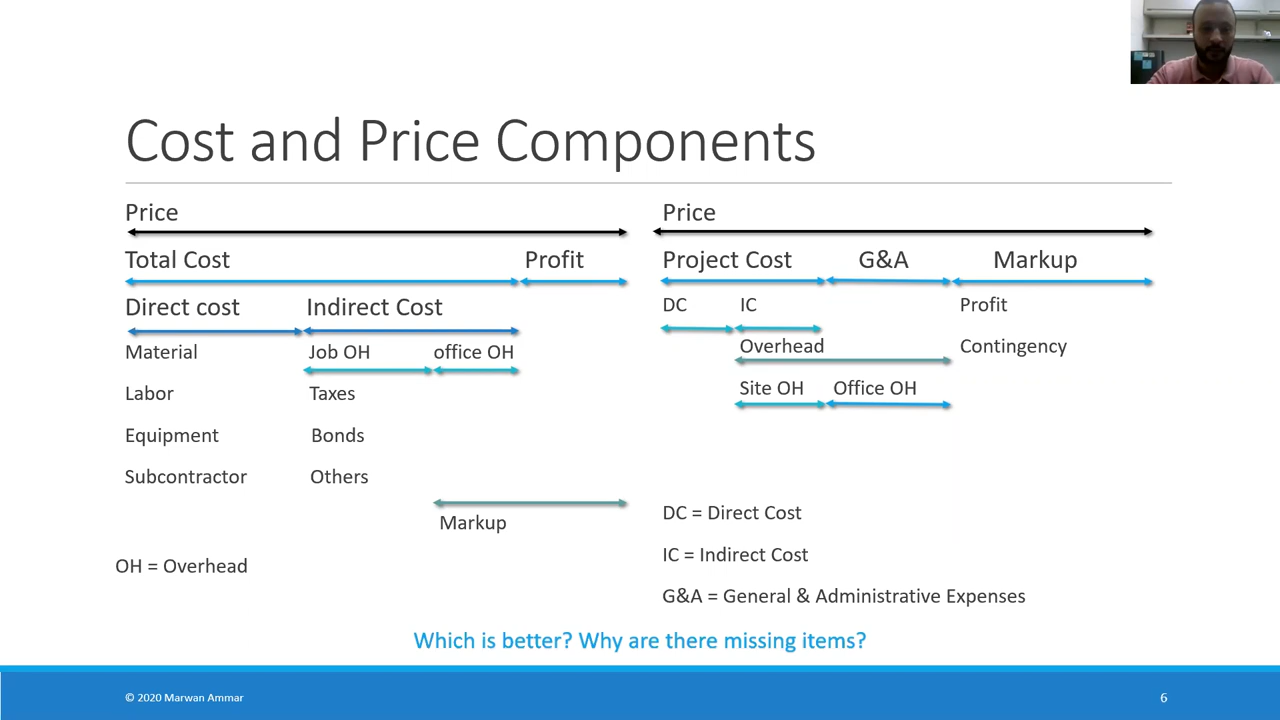 Cost and Price Components
Price
Total Cost Profit
Direct cost Indirect Cost
Material Job OH office OH
Labor Taxes
Equipment Bonds
Subcontractor Others
Markup
OH = Overhead
Price
Project Cost G&A Markup
DC IC Profit
Overhead Contingency
Site OH Office OH
DC = Direct Cost
IC = Indirect Cost
G&A = General & Administrative Expenses
Which is better? Why are there missing items?
© 2020 Marwan Ammar 6